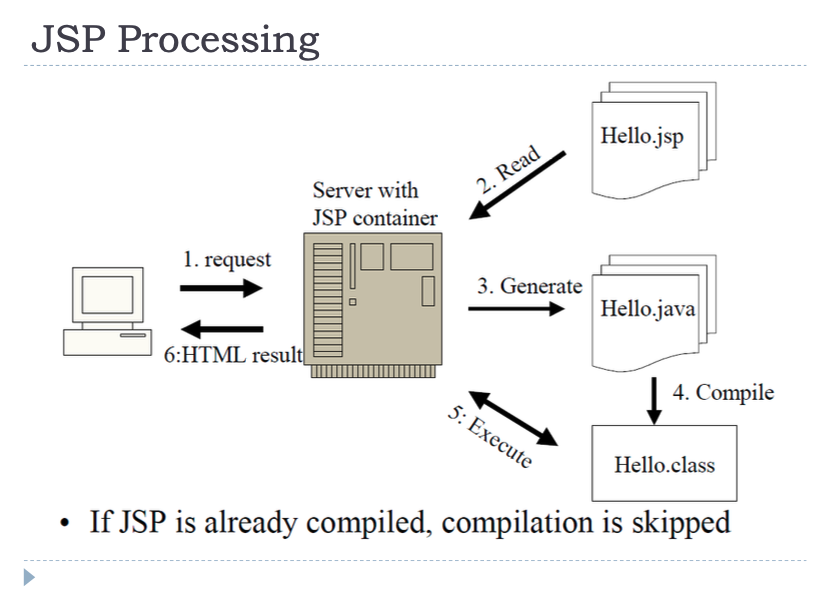 JSP Processing
Hello.jsp
2. Read
Server with
JSP container
1. request
3. Generate
Hello.java
6:HTML result
4. Compile
5: Execute
Hello.class
• If JSP is already compiled, compilation is skipped